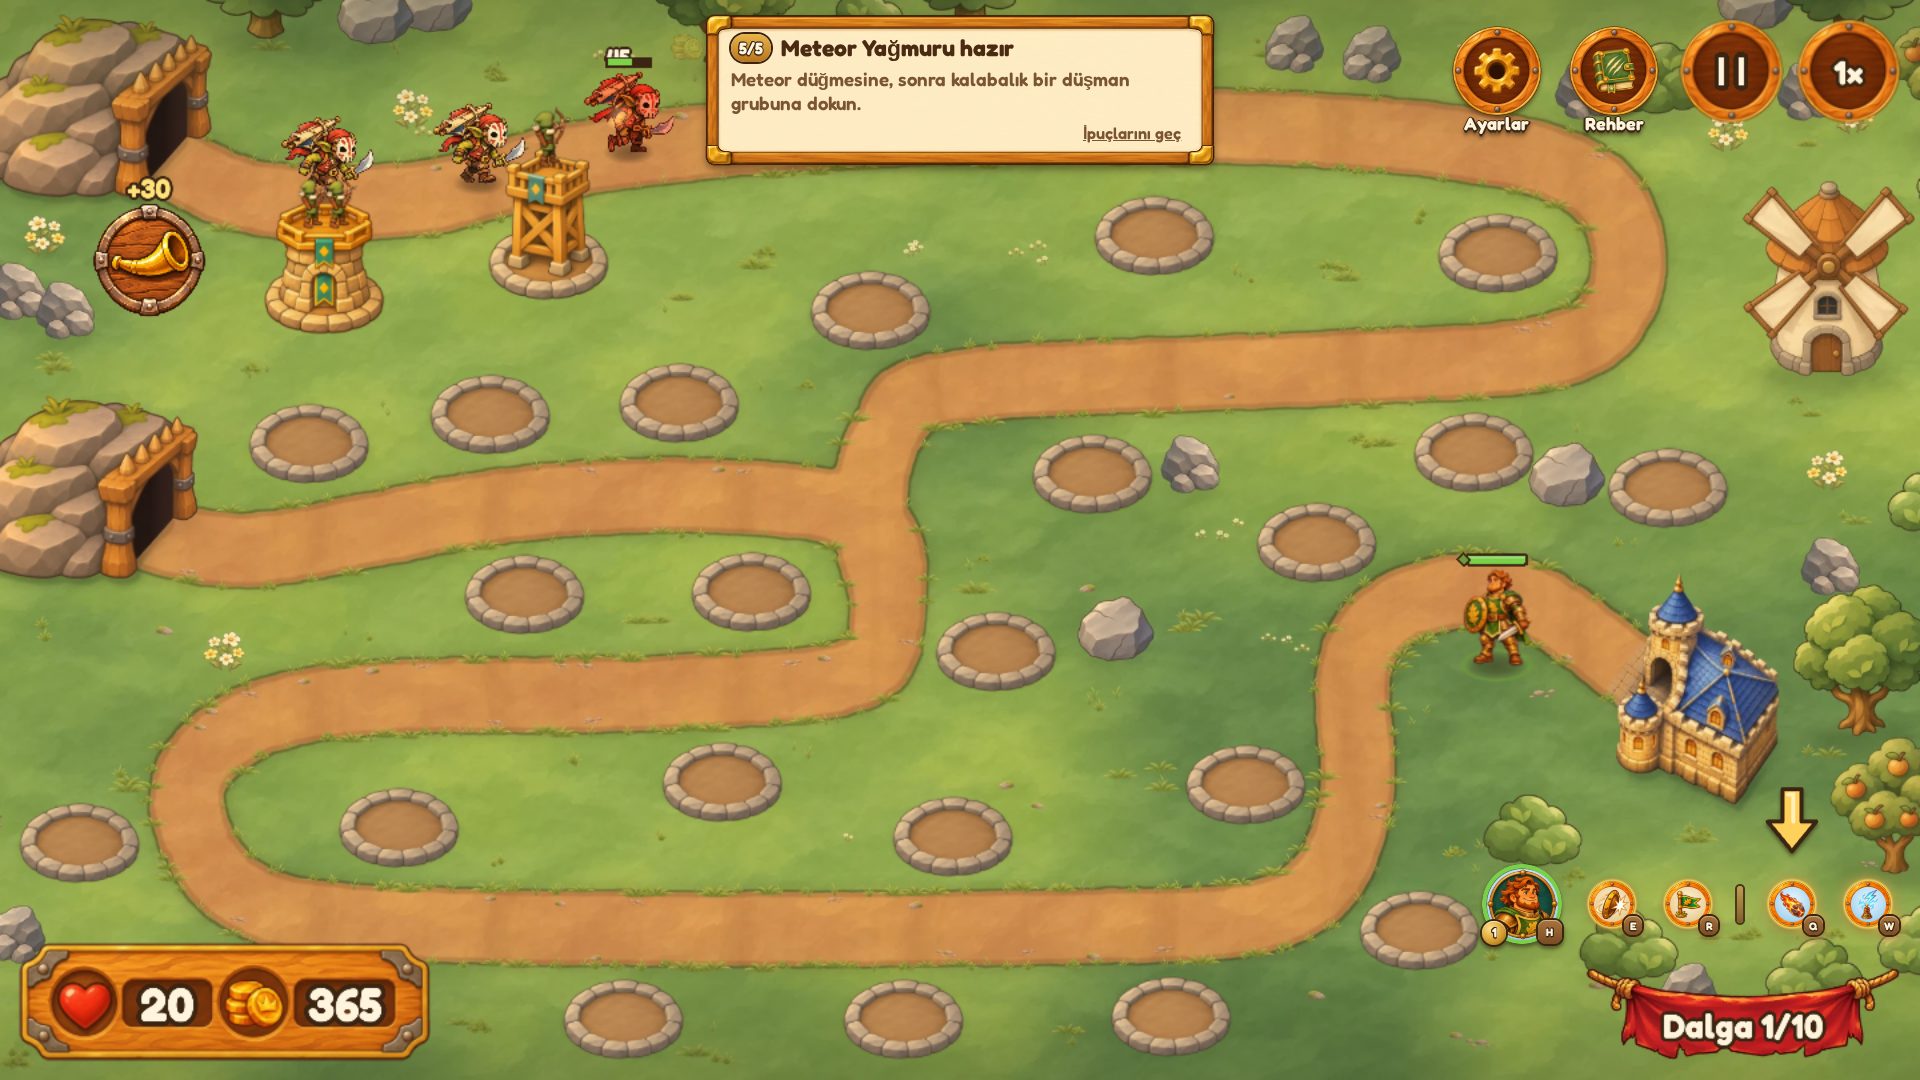 5/5 Meteor Yağmuru hazır
Meteor düğmesine, sonra kalabalık bir düşman
grubuna dokun.
İpuçlarını geç
Ayarlar
Rehber
1x
+30
1
H
E
R
Q
W
20
365
Dalga 1/10